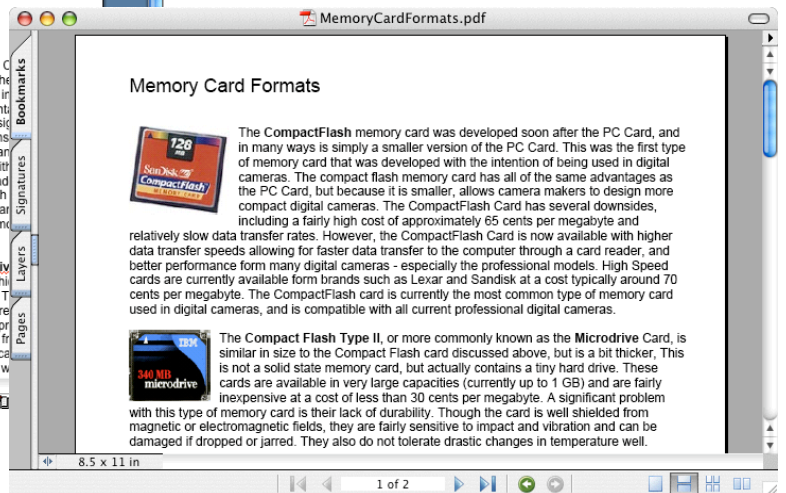 MemoryCardFormats.pdf
Bookmarks
Signatures
Layers
Pages
Memory Card Formats
128
MB
SanDisk
CompactFlash
MEMORY CARD
The CompactFlash memory card was developed soon after the PC Card, and
in many ways is simply a smaller version of the PC Card. This was the first type
of memory card that was developed with the intention of being used in digital
cameras. The compact flash memory card has all of the same advantages as
the PC Card, but because it is smaller, allows camera makers to design more
compact digital cameras. The CompactFlash Card has several downsides,
including a fairly high cost of approximately 65 cents per megabyte and
relatively slow data transfer rates. However, the CompactFlash Card is now available with higher
data transfer speeds allowing for faster data transfer to the computer through a card reader, and
better performance form many digital cameras - especially the professional models. High Speed
cards are currently available form brands such as Lexar and Sandisk at a cost typically around 70
cents per megabyte. The CompactFlash card is currently the most common type of memory card
used in digital cameras, and is compatible with all current professional digital cameras.
IBM
340 MB
microdrive
The Compact Flash Type II, or more commonly known as the Microdrive Card, is
similar in size to the Compact Flash card discussed above, but is a bit thicker, This
is not a solid state memory card, but actually contains a tiny hard drive. These
cards are available in very large capacities (currently up to 1 GB) and are fairly
inexpensive at a cost of less than 30 cents per megabyte. A significant problem
with this type of memory card is their lack of durability. Though the card is well shielded from
magnetic or electromagnetic fields, they are fairly sensitive to impact and vibration and can be
damaged if dropped or jarred. They also do not tolerate drastic changes in temperature well.
8.5 x 11 in
1 of 2